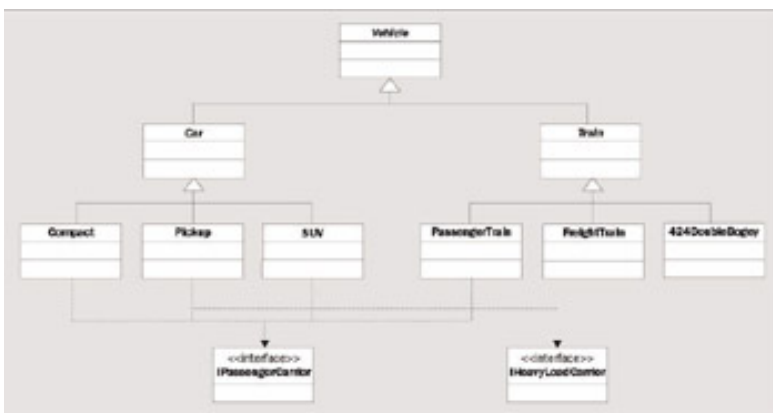 Vehicle
Car
Train
Compact
Pickup
SUV
PassengerTrain
FreightTrain
424DoubleBogey
<<interface>>
IPassengerCarrier
<<interface>>
IHeavyLoadCarrier